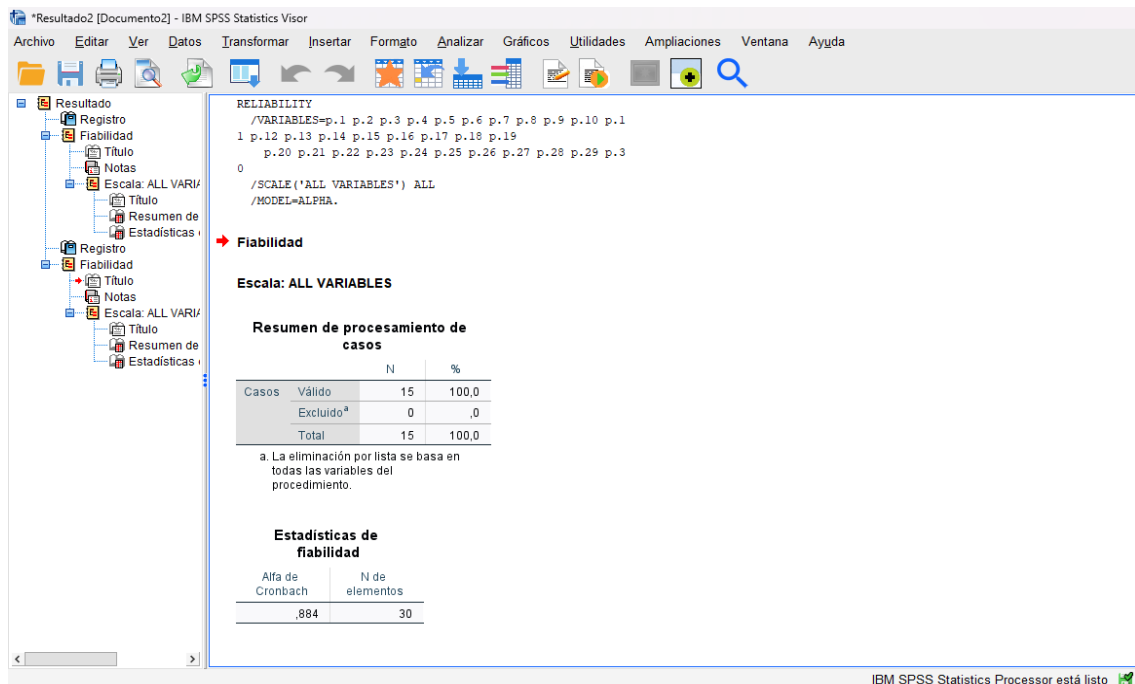 *Resultado2 [Documento2] - IBM SPSS Statistics Visor
Archivo Editar Ver Datos Transformar Insertar Formato Analizar Gráficos Utilidades Ampliaciones Ventana Ayuda
Resultado
Registro
Fiabilidad
Título
Notas
Escala: ALL VARIA
Título
Resumen de
Estadísticas
Registro
Fiabilidad
Título
Notas
Escala: ALL VARIA
Título
Resumen de
Estadísticas
RELIABILITY
/VARIABLES=p.1 p.2 p.3 p.4 p.5 p.6 p.7 p.8 p.9 p.10 p.1
1 p.12 p.13 p.14 p.15 p.16 p.17 p.18 p.19
p.20 p.21 p.22 p.23 p.24 p.25 p.26 p.27 p.28 p.29 p.3
0
/SCALE('ALL VARIABLES') ALL
/MODEL=ALPHA.
Fiabilidad
Escala: ALL VARIABLES
Resumen de procesamiento de
casos
N %
Casos Válido 15 100,0
Excluido^a 0 ,0
Total 15 100,0
a. La eliminación por lista se basa en
todas las variables del
procedimiento.
Estadísticas de
fiabilidad
Alfa de N de
Cronbach elementos
,884 30
IBM SPSS Statistics Processor está listo